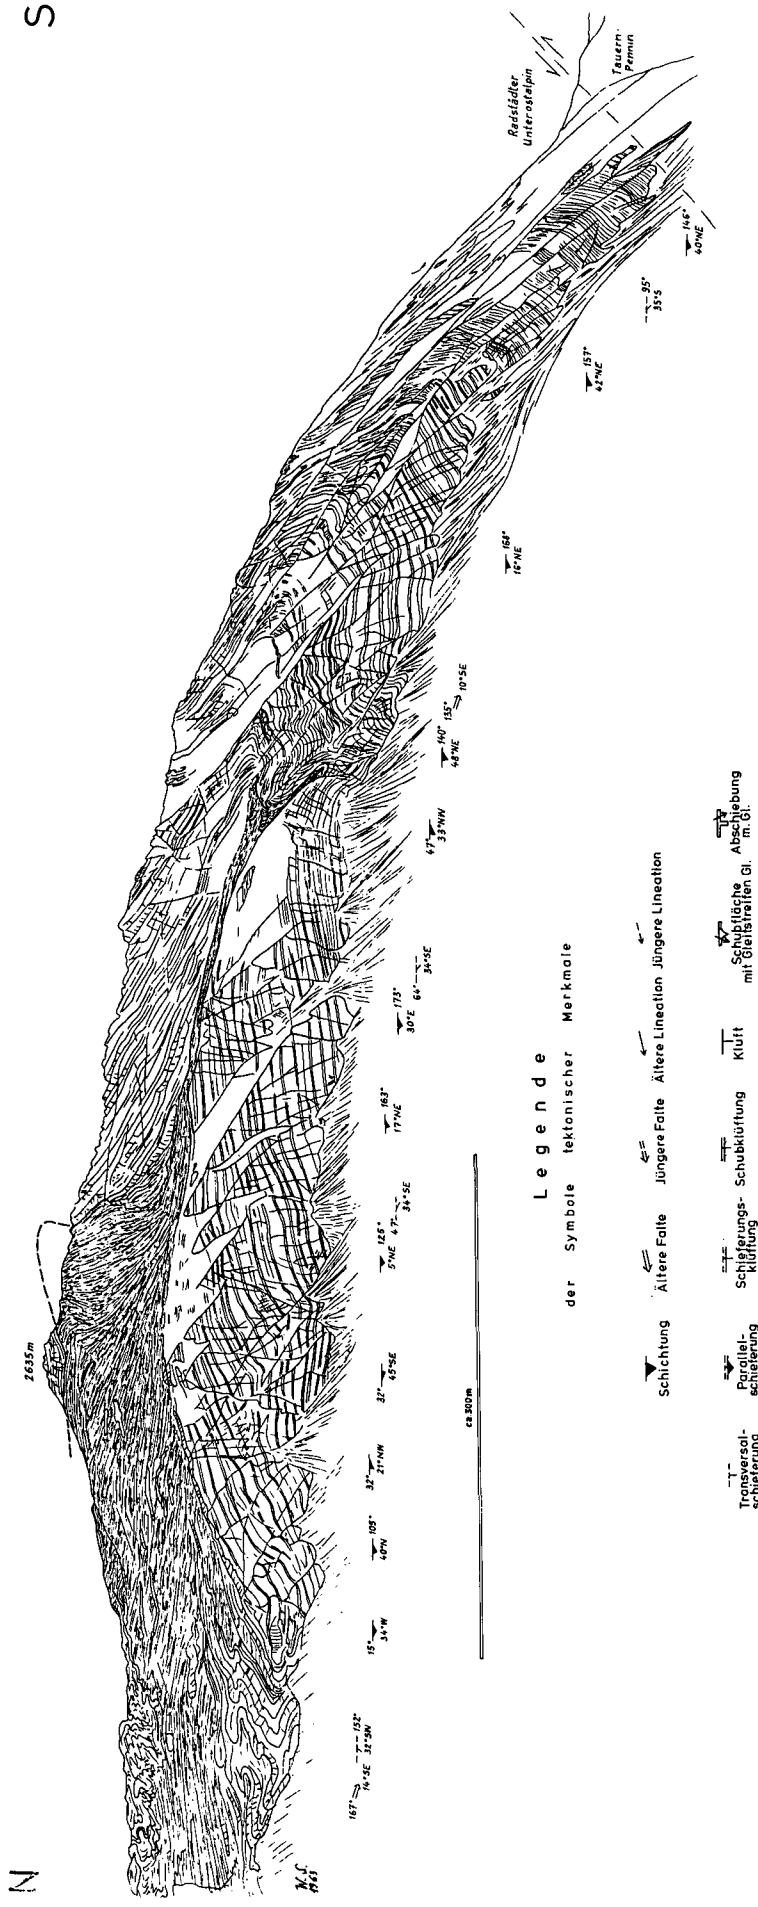 N
S
2635m
Radstädter
Unterostalpin
Tauern-
Pennin
W.S.
1963
167°
14°SE
152°
32°SW
15°
34°W
105°
40°N
32°
21°NW
32°
45°SE
126°
5°NE
47°
34°SE
163°
17°NE
173°
30°E
64°
34°SE
47°
33°NW
140°
48°NE
135°
10°SE
168°
16°NE
157°
42°NE
95°
35°S
146°
40°NE
ca.300m
Legende
der Symbole tektonischer Merkmale
Schichtung Ältere Falte Jüngere Falte Ältere Lineation Jüngere Lineation
Transversal-
schieferung
Parallel-
schieferung
Schieferungs-
klüftung
Schubklüftung
Kluft
Schubfläche
mit Gleitstreifen Gl.
Abschiebung
m. Gl.